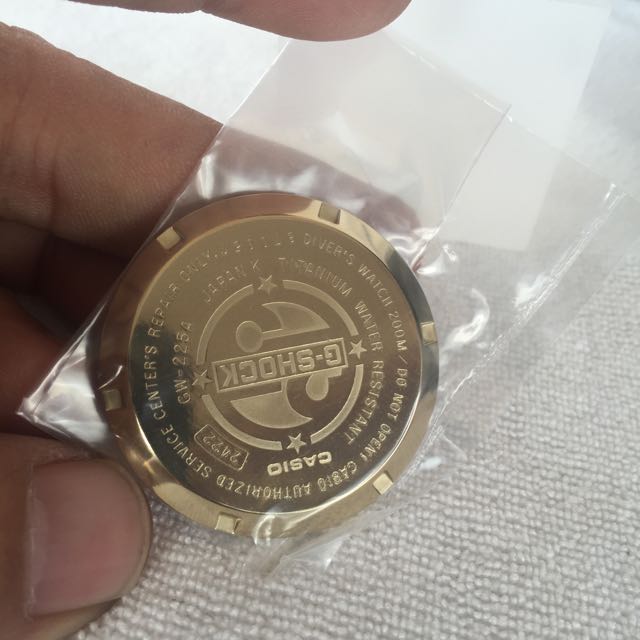 DIVER'S WATCH 200M / DO NOT OPEN! CASIO AUTHORIZED SERVICE CENTER'S REPAIR ONLY.
JAPAN K TITANIUM WATER RESISTANT
GW-225A
G-SHOCK
2422
CASIO